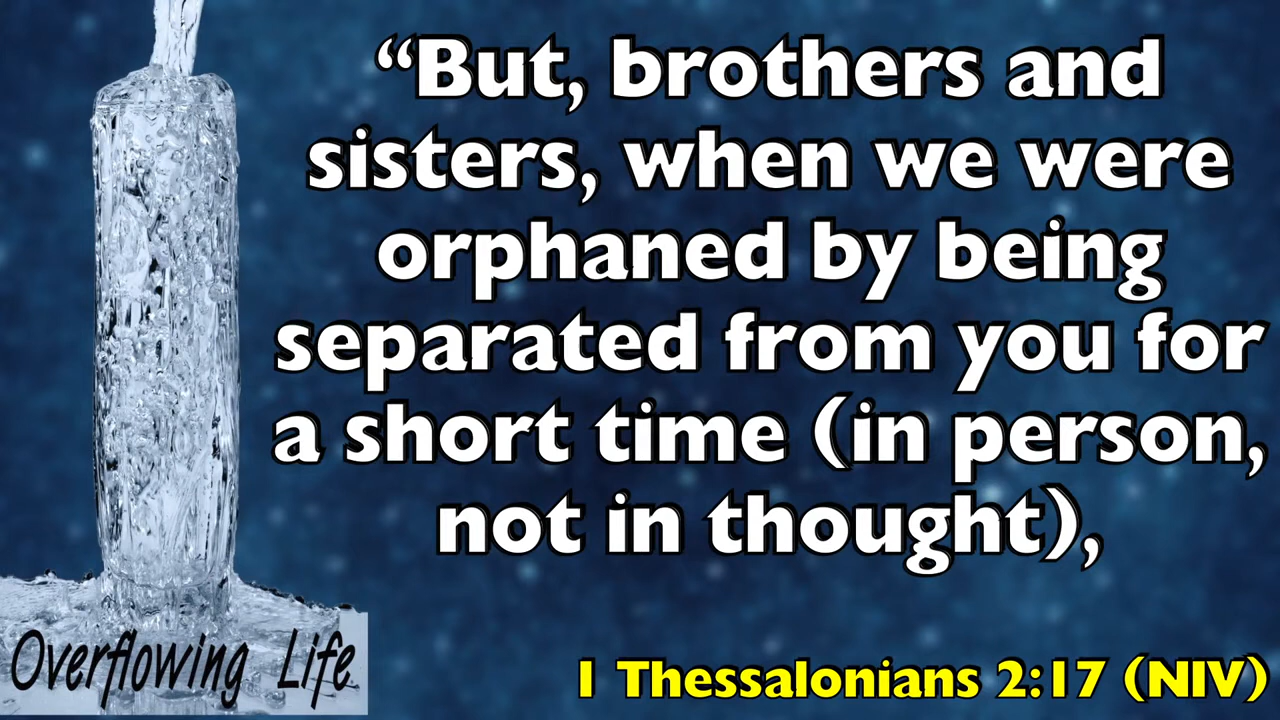 “But, brothers and
sisters, when we were
orphaned by being
separated from you for
a short time (in person,
not in thought),
Overflowing Life
1 Thessalonians 2:17 (NIV)